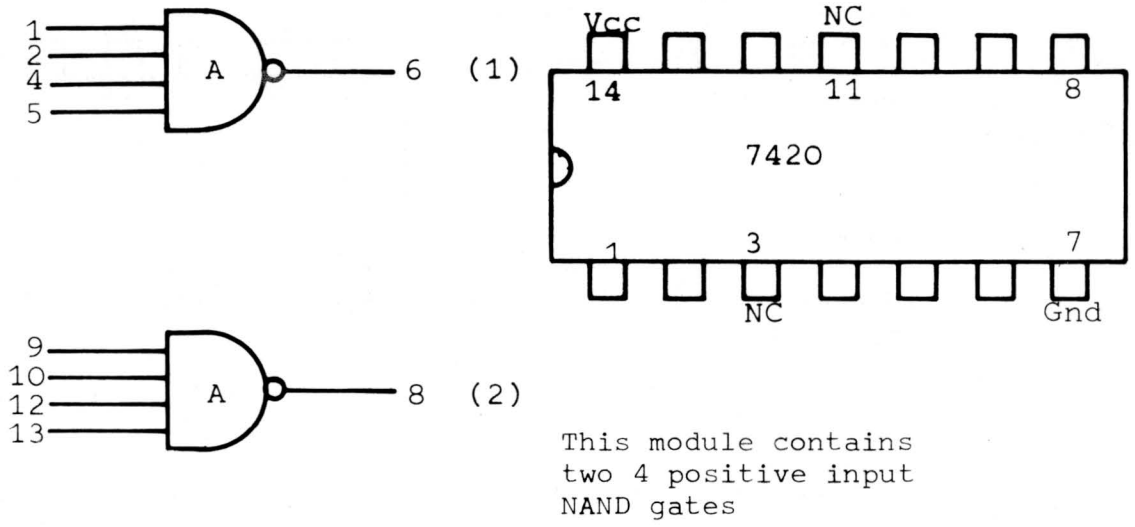 1
2
4
5
A
6
(1)
9
10
12
13
A
8
(2)
Vcc
NC
14
11
8
7420
1
3
7
NC
Gnd
This module contains
two 4 positive input
NAND gates